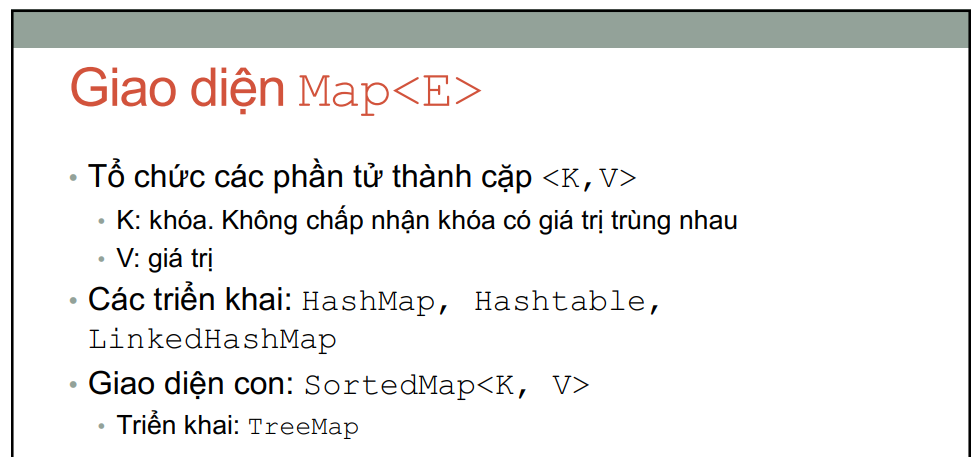 Giao diện Map<E>
• Tổ chức các phần tử thành cặp <K,V>
• K: khóa. Không chấp nhận khóa có giá trị trùng nhau
• V: giá trị
• Các triển khai: HashMap, Hashtable,
LinkedHashMap
• Giao diện con: SortedMap<K, V>
• Triển khai: TreeMap